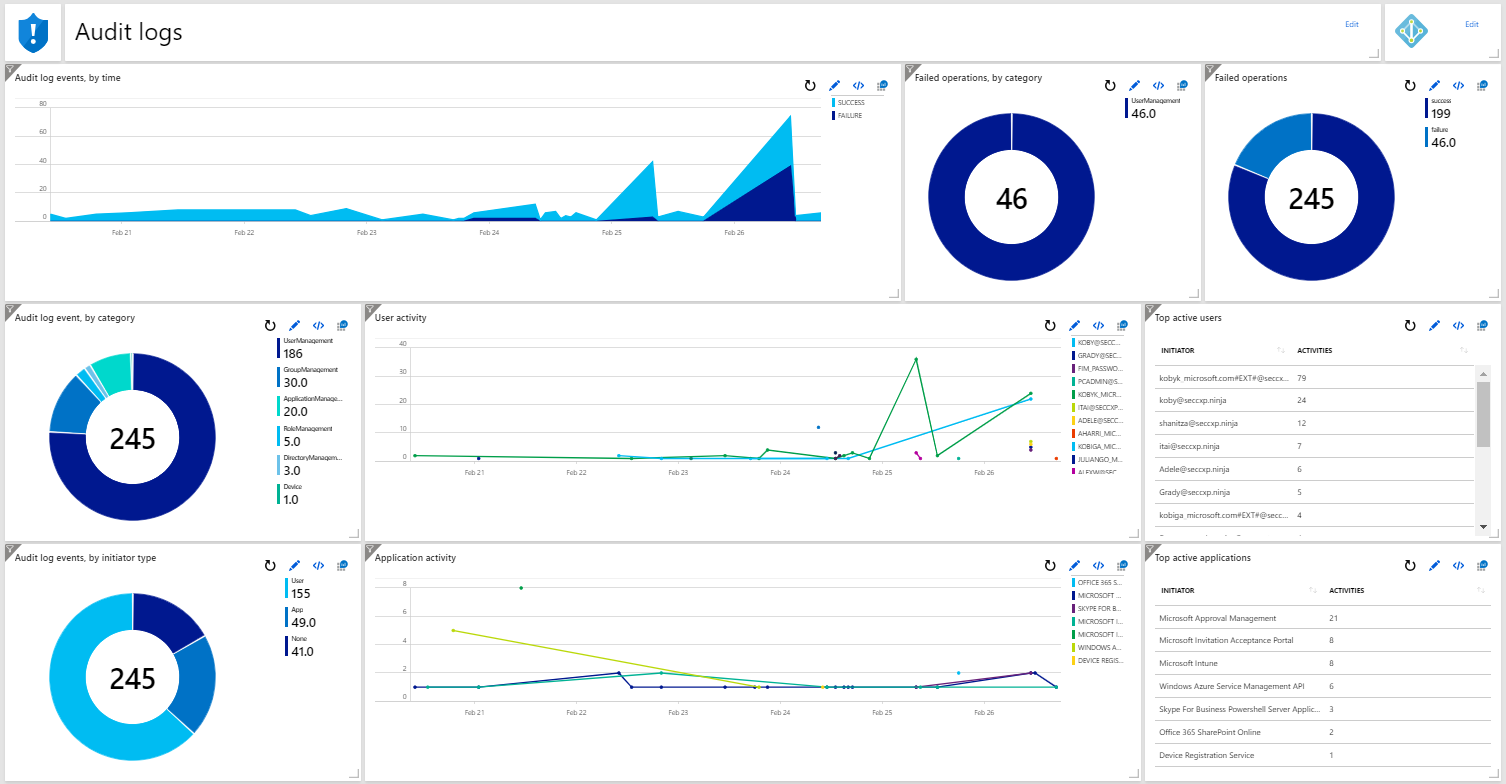 Audit logs
Edit
Edit
Audit log events, by time
80
60
40
20
0
Feb 21
Feb 22
Feb 23
Feb 24
Feb 25
Feb 26
SUCCESS
FAILURE
Failed operations, by category
46
UserManagement
46.0
Failed operations
245
success
199
failure
46.0
Audit log event, by category
245
UserManagement
186
GroupManagement
30.0
ApplicationManage...
20.0
RoleManagement
5.0
DirectoryManagem...
3.0
Device
1.0
User activity
40
30
20
10
0
Feb 21
Feb 22
Feb 23
Feb 24
Feb 25
Feb 26
KOBY@SECC...
GRADY@SEC...
FIM_PASSWO...
PCADMIN@S...
KOBYK_MICR...
ITAI@SECCXP...
ADELE@SECC...
AHARRI_MIC...
KOBIGA_MIC...
JULIANGO_M...
ALEXW@SEC
Top active users
INITIATOR ACTIVITIES
kobyk_microsoft.com#EXT#@seccx... 79
koby@seccxp.ninja 24
shanitza@seccxp.ninja 12
itai@seccxp.ninja 7
Adele@seccxp.ninja 6
Grady@seccxp.ninja 5
kobiga_microsoft.com#EXT#@secc... 4
Audit log events, by initiator type
245
User
155
App
49.0
None
41.0
Application activity
8
6
4
2
0
Feb 21
Feb 22
Feb 23
Feb 24
Feb 25
Feb 26
OFFICE 365 S...
MICROSOFT ...
SKYPE FOR B...
MICROSOFT I...
MICROSOFT I...
WINDOWS A...
DEVICE REGIS...
Top active applications
INITIATOR ACTIVITIES
Microsoft Approval Management 21
Microsoft Invitation Acceptance Portal 8
Microsoft Intune 8
Windows Azure Service Management API 6
Skype For Business Powershell Server Applic... 3
Office 365 SharePoint Online 2
Device Registration Service 1